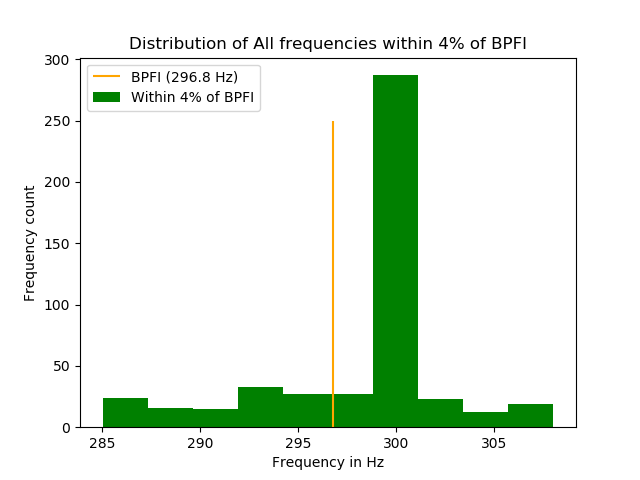 Distribution of All frequencies within 4% of BPFI
BPFI (296.8 Hz)
Within 4% of BPFI
Frequency count
300
250
200
150
100
50
0
285
290
295
300
305
Frequency in Hz